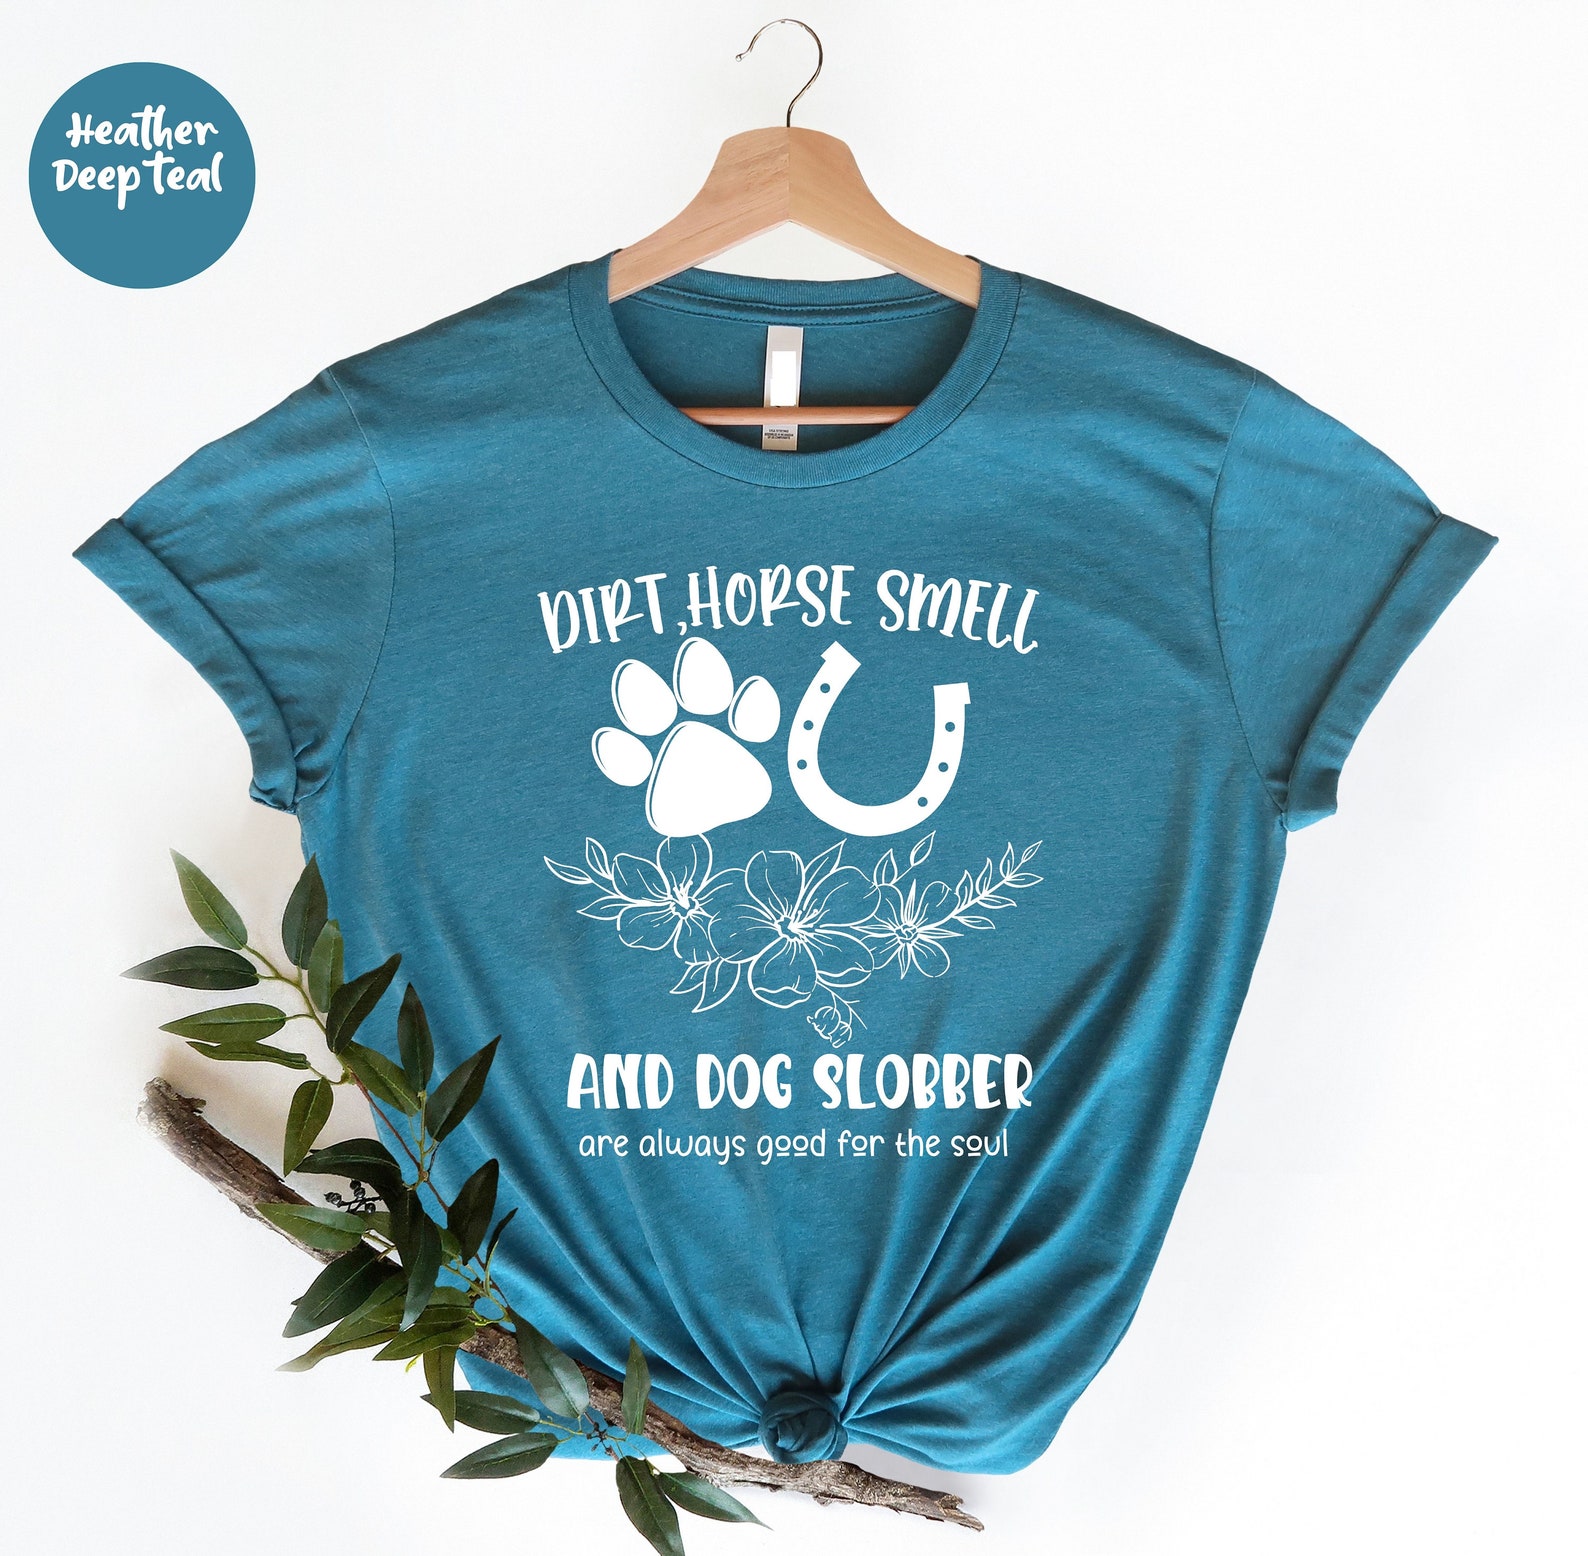 Heather
Deep Teal
DIRT, HORSE SMELL
AND DOG SLOBBER
are always good for the soul